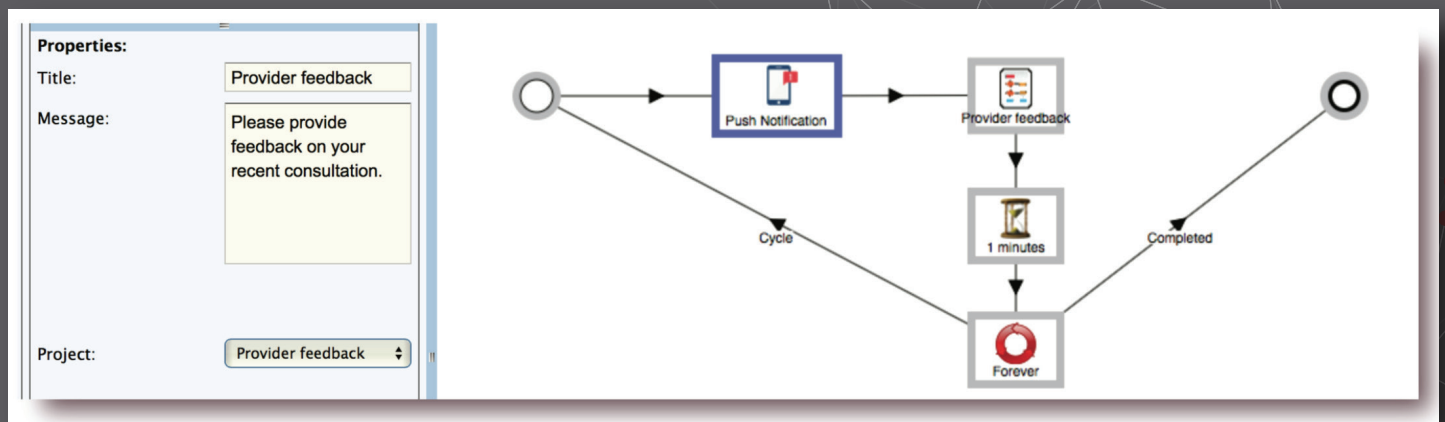 Properties:
Title:
Provider feedback
Message:
Please provide
feedback on your
recent consultation.
Project:
Provider feedback
Push Notification
Provider feedback
1 minutes
Cycle
Completed
Forever